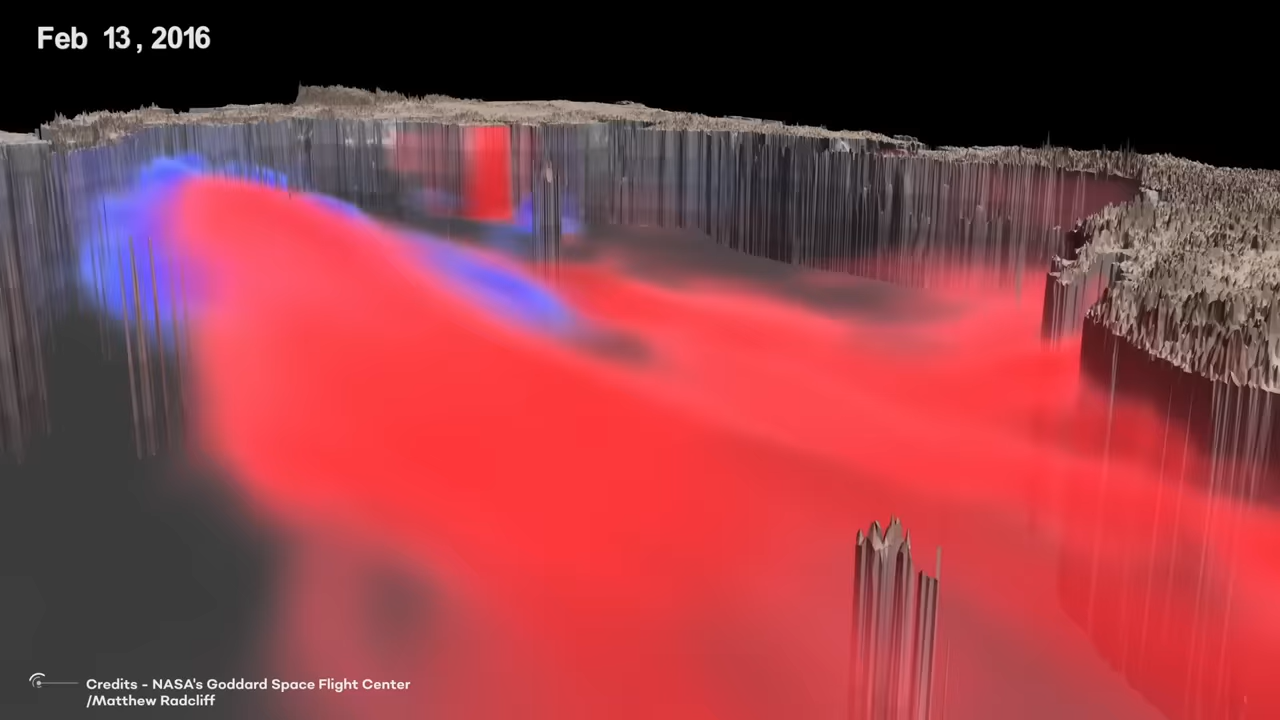 Feb 13, 2016
Credits - NASA's Goddard Space Flight Center
/Matthew Radcliff